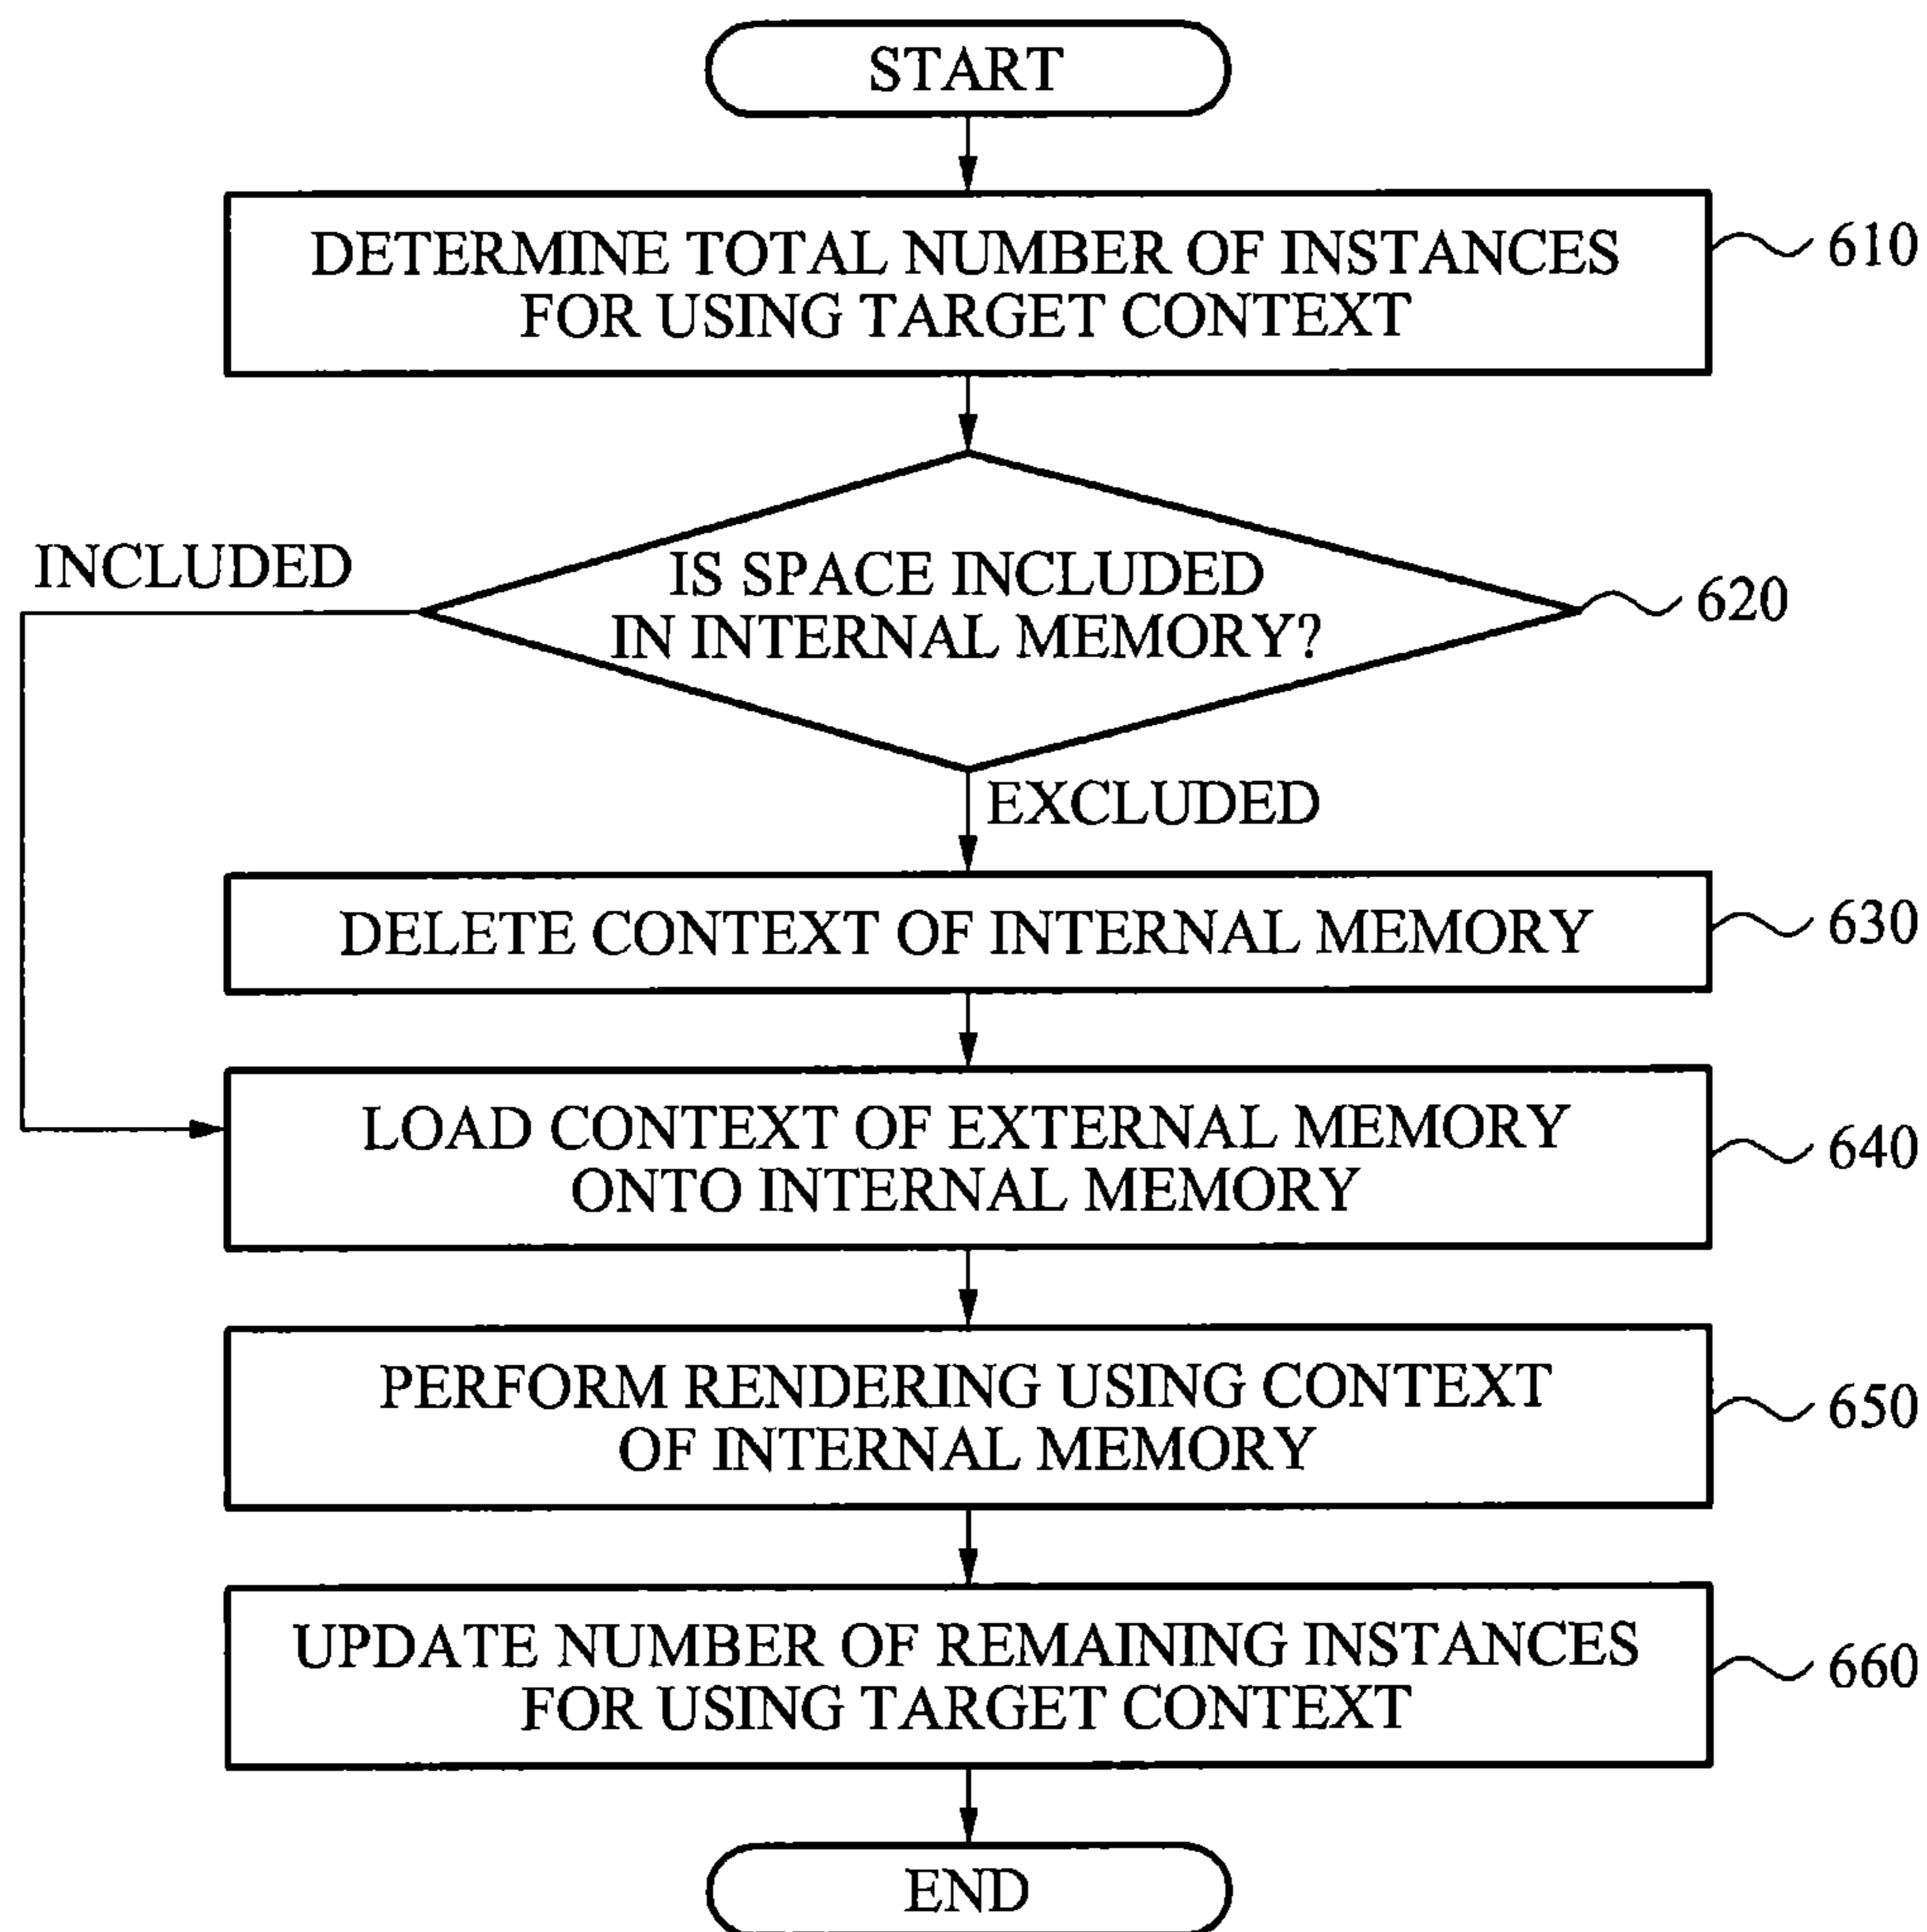 START
DETERMINE TOTAL NUMBER OF INSTANCES
FOR USING TARGET CONTEXT
610
INCLUDED
IS SPACE INCLUDED
IN INTERNAL MEMORY?
620
EXCLUDED
DELETE CONTEXT OF INTERNAL MEMORY
630
LOAD CONTEXT OF EXTERNAL MEMORY
ONTO INTERNAL MEMORY
640
PERFORM RENDERING USING CONTEXT
OF INTERNAL MEMORY
650
UPDATE NUMBER OF REMAINING INSTANCES
FOR USING TARGET CONTEXT
660
END